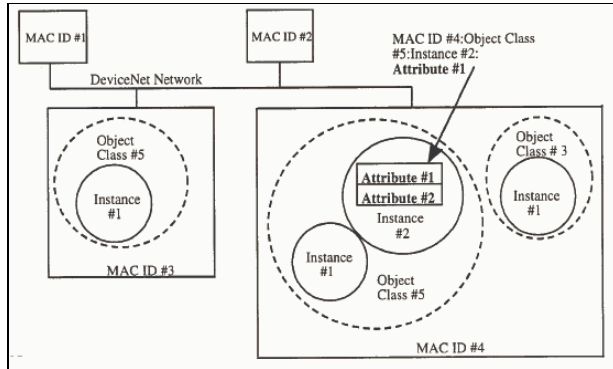 MAC ID #1
MAC ID #2
MAC ID #4:Object Class
#5:Instance #2:
Attribute #1
DeviceNet Network
Object
Class #5
Instance
#1
MAC ID #3
Attribute #1
Attribute #2
Instance
#2
Instance
#1
Object
Class #5
Object
Class # 3
Instance
#1
MAC ID #4